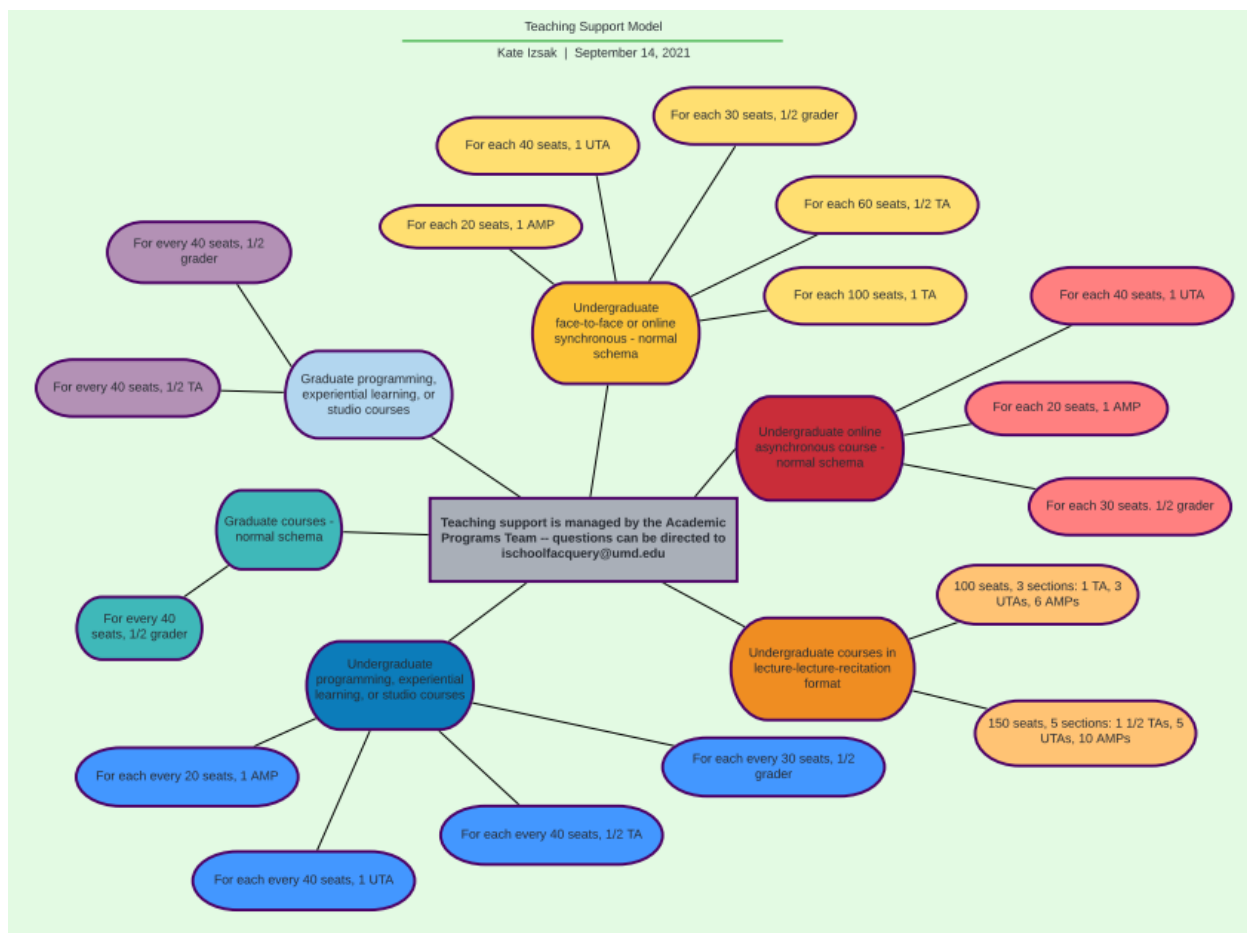 Teaching Support Model
Kate Izsak | September 14, 2021
For each 30 seats, 1/2 grader
For each 40 seats, 1 UTA
For each 60 seats, 1/2 TA
For each 20 seats, 1 AMP
For each 100 seats, 1 TA
Undergraduate
face-to-face or online
synchronous - normal
schema
For every 40 seats, 1/2
grader
For every 40 seats, 1/2 TA
Graduate programming,
experiential learning, or
studio courses
For each 40 seats, 1 UTA
For each 20 seats, 1 AMP
For each 30 seats. 1/2 grader
Undergraduate online
asynchronous course -
normal schema
Teaching support is managed by the Academic
Programs Team -- questions can be directed to
ischoolfacquery@umd.edu
Graduate courses -
normal schema
For every 40
seats, 1/2 grader
100 seats, 3 sections: 1 TA, 3
UTAs, 6 AMPs
Undergraduate courses in
lecture-lecture-recitation
format
150 seats, 5 sections: 1 1/2 TAs, 5
UTAs, 10 AMPs
Undergraduate
programming, experiential
learning, or studio courses
For each every 20 seats, 1 AMP
For each every 30 seats, 1/2
grader
For each every 40 seats, 1/2 TA
For each every 40 seats, 1 UTA